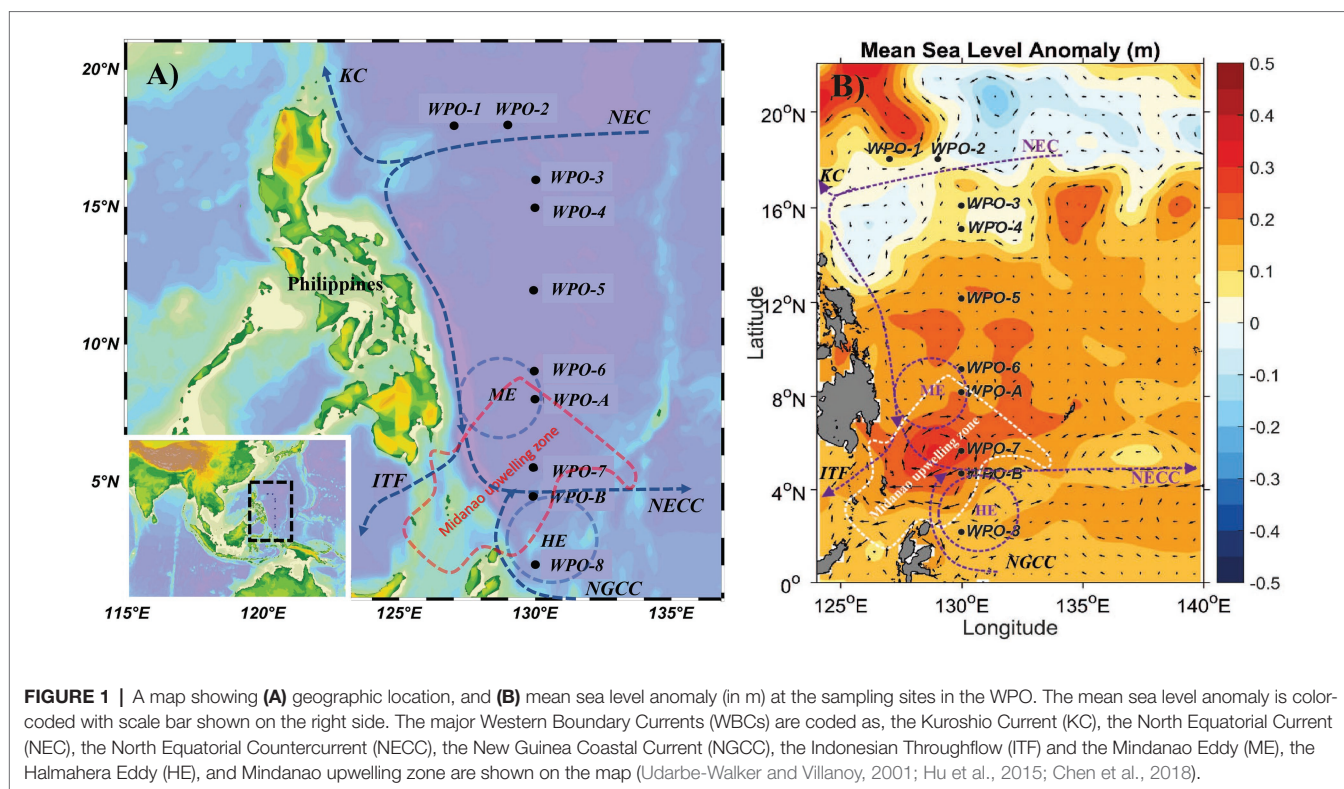 A)
20°N
15°N
10°N
5°N
115°E
120°E
125°E
130°E
135°E
KC
WPO-1
WPO-2
NEC
WPO-3
WPO-4
Philippines
WPO-5
WPO-6
ME
WPO-A
WPO-7
Midanao upwelling zone
ITF
WPO-B
NECC
HE
WPO-8
NGCC
Mean Sea Level Anomaly (m)
B)
20°N
16°N
12°N
8°N
4°N
0°
Latitude
125°E
130°E
135°E
140°E
Longitude
WPO-1
WPO-2
NEC
KC
WPO-3
WPO-4
WPO-5
WPO-6
ME
WPO-A
WPO-7
Midanao upwelling zone
ITF
WPO-B
NECC
HE
WPO-3
NGCC
0.5
0.4
0.3
0.2
0.1
0
-0.1
-0.2
-0.3
-0.4
-0.5
FIGURE 1 | A map showing (A) geographic location, and (B) mean sea level anomaly (in m) at the sampling sites in the WPO. The mean sea level anomaly is color-
coded with scale bar shown on the right side. The major Western Boundary Currents (WBCs) are coded as, the Kuroshio Current (KC), the North Equatorial Current
(NEC), the North Equatorial Countercurrent (NECC), the New Guinea Coastal Current (NGCC), the Indonesian Throughflow (ITF) and the Mindanao Eddy (ME), the
Halmahera Eddy (HE), and Mindanao upwelling zone are shown on the map (Udarbe-Walker and Villanoy, 2001; Hu et al., 2015; Chen et al., 2018).